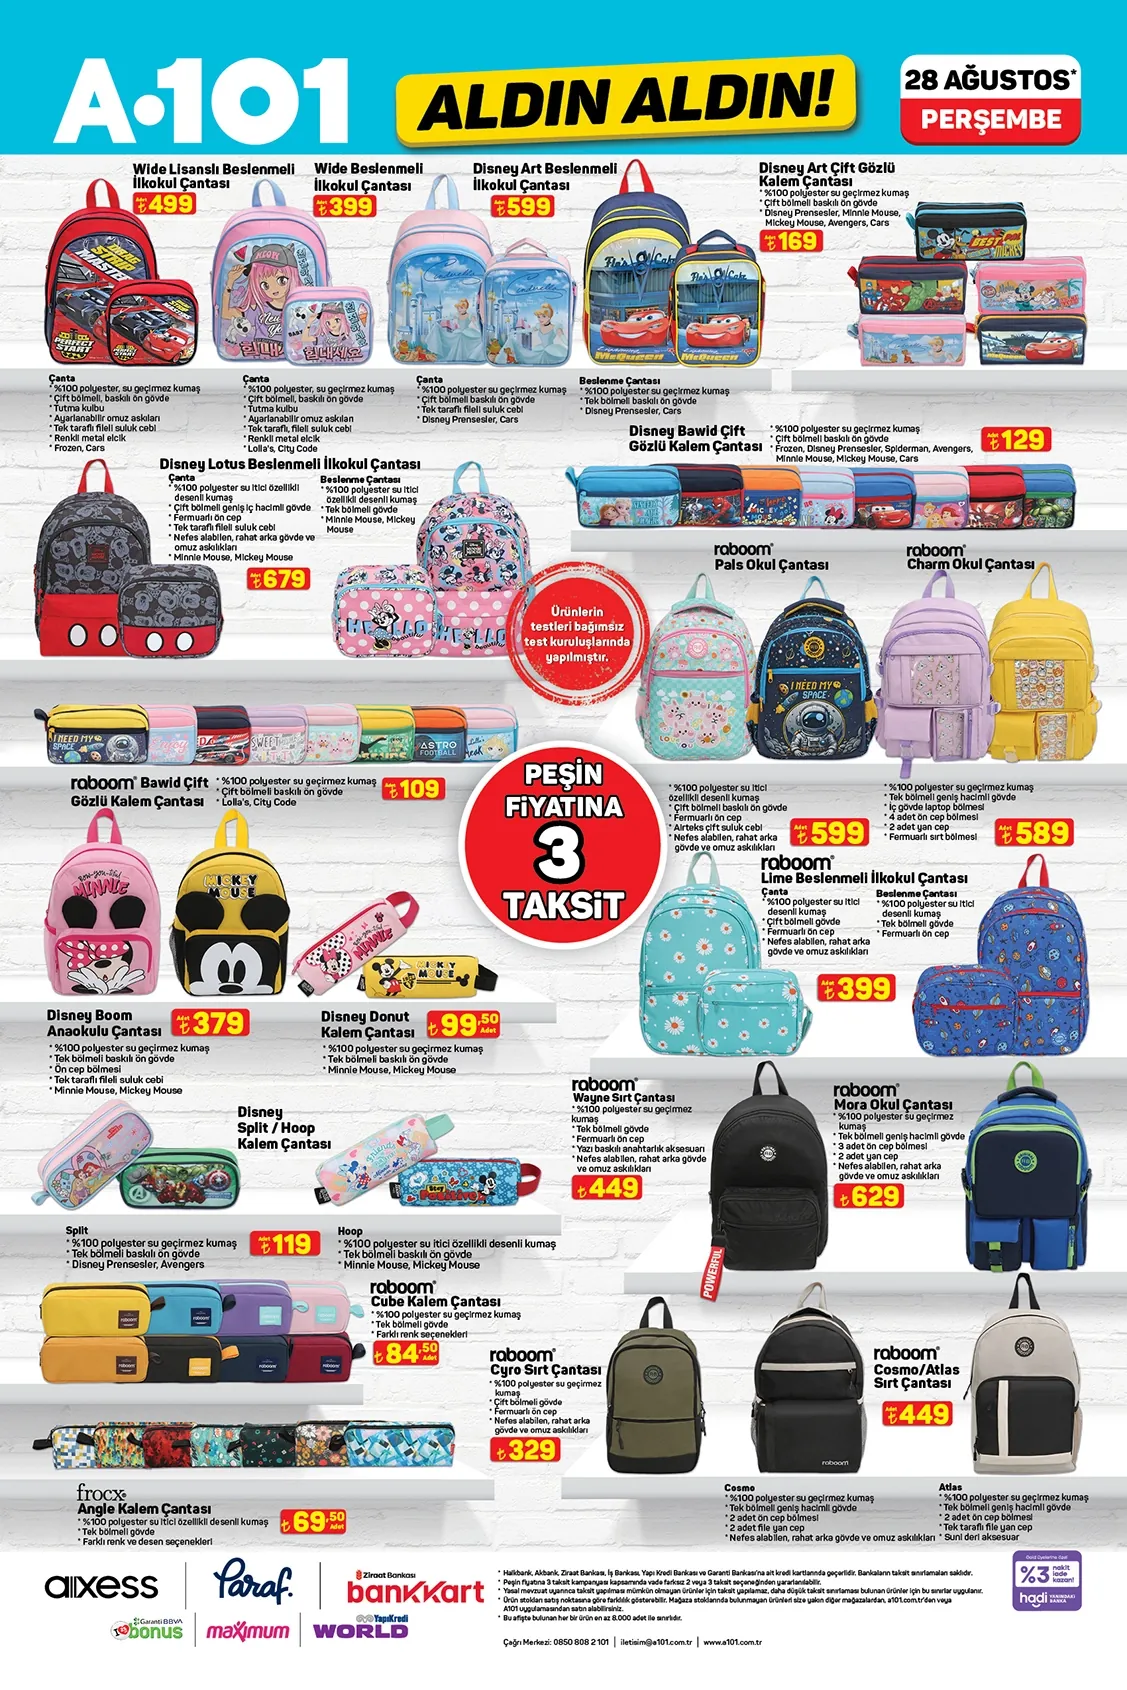 A101
ALDIN ALDIN!
28 AĞUSTOS*
PERŞEMBE
Wide Lisanslı Beslenmeli
İlkokul Çantası
Adet ₺499
Wide Beslenmeli
İlkokul Çantası
Adet ₺399
Disney Art Beslenmeli
İlkokul Çantası
Adet ₺599
Disney Art Çift Gözlü
Kalem Çantası
* %100 polyester su geçirmez kumaş
* Çift bölmeli baskılı ön gövde
* Disney Prensesler, Minnie Mouse,
Mickey Mouse, Avengers, Cars
Adet ₺169
Çanta
* %100 polyester, su geçirmez kumaş
* Çift bölmeli, baskılı ön gövde
* Tutma kulbu
* Ayarlanabilir omuz askıları
* Tek taraflı fileli suluk cebi
* Renkli metal elcik
* Frozen, Cars
Çanta
* %100 polyester, su geçirmez kumaş
* Çift bölmeli, baskılı ön gövde
* Tutma kulbu
* Ayarlanabilir omuz askıları
* Tek taraflı, fileli suluk cebi
* Renkli metal elcik
* Lolla's, City Code
Çanta
* %100 polyester su geçirmez kumaş
* Çift bölmeli, baskılı ön gövde
* Tek taraflı fileli suluk cebi
* Disney Prensesler, Cars
Beslenme Çantası
* %100 polyester su geçirmez kumaş
* Tek bölmeli baskılı ön gövde
* Disney Prensesler, Cars
Disney Bawid Çift
Gözlü Kalem Çantası
* %100 polyester su geçirmez kumaş
* Çift bölmeli baskılı ön gövde
* Frozen, Disney Prensesler, Spiderman, Avengers,
Minnie Mouse, Mickey Mouse, Cars
Adet ₺129
Disney Lotus Beslenmeli İlkokul Çantası
Çanta
* %100 polyester su itici özellikli
desenli kumaş
* Çift bölmeli geniş iç hacimli gövde
* Fermuarlı ön cep
* Tek taraflı fileli suluk cebi
* Nefes alabilen, rahat arka gövde ve
omuz askılıkları
* Minnie Mouse, Mickey Mouse
Beslenme Çantası
* %100 polyester su itici
özellikli desenli kumaş
* Tek bölmeli gövde
* Minnie Mouse, Mickey
Mouse
Adet ₺679
Ürünlerin
testleri bağımsız
test kuruluşlarında
yapılmıştır.
raboom®
Pals Okul Çantası
raboom®
Charm Okul Çantası
raboom® Bawid Çift
Gözlü Kalem Çantası
* %100 polyester su geçirmez kumaş
* Çift bölmeli baskılı ön gövde
* Lolla's, City Code
Adet ₺109
PEŞİN
FİYATINA
3
TAKSİT
* %100 polyester su itici
özellikli desenli kumaş
* Çift bölmeli baskılı ön gövde
* Fermuarlı ön cep
* Airteks çift suluk cebi
* Nefes alabilen, rahat arka
gövde ve omuz askılıkları
Adet ₺599
* %100 polyester su geçirmez kumaş
* Tek bölmeli geniş hacimli gövde
* İç gövde laptop bölmesi
* 4 adet ön cep bölmesi
* 2 adet yan cep
* Fermuarlı sırt bölmesi
Adet ₺589
raboom®
Lime Beslenmeli İlkokul Çantası
Çanta
* %100 polyester su itici
desenli kumaş
* Çift bölmeli gövde
* Fermuarlı ön cep
* Nefes alabilen, rahat arka
gövde ve omuz askılıkları
Beslenme Çantası
* %100 polyester su itici
desenli kumaş
* Tek bölmeli gövde
* Fermuarlı ön cep
Adet ₺399
Disney Boom
Anaokulu Çantası
Adet ₺379
* %100 polyester su geçirmez kumaş
* Tek bölmeli baskılı ön gövde
* Ön cep bölmesi
* Tek taraflı fileli suluk cebi
* Minnie Mouse, Mickey Mouse
Disney Donut
Kalem Çantası
₺99,50 Adet
* %100 polyester su geçirmez kumaş
* Tek bölmeli baskılı ön gövde
* Minnie Mouse, Mickey Mouse
Disney
Split / Hoop
Kalem Çantası
Split
* %100 polyester su geçirmez kumaş
* Tek bölmeli baskılı ön gövde
* Disney Prensesler, Avengers
Adet ₺119
Hoop
* %100 polyester su itici özellikli desenli kumaş
* Tek bölmeli baskılı ön gövde
* Minnie Mouse, Mickey Mouse
raboom®
Wayne Sırt Çantası
* %100 polyester su geçirmez
kumaş
* Tek bölmeli gövde
* Fermuarlı ön cep
* Yazı baskılı anahtarlık aksesuarı
* Nefes alabilen, rahat arka gövde
ve omuz askılıkları
Adet ₺449
POWERFUL
raboom®
Mora Okul Çantası
* %100 polyester su geçirmez
kumaş
* Tek bölmeli geniş hacimli gövde
* 3 adet ön cep bölmesi
* 2 adet yan cep
* Nefes alabilen, rahat arka
gövde ve omuz askılıkları
Adet ₺629
raboom®
Cube Kalem Çantası
* %100 polyester su geçirmez kumaş
* Tek bölmeli gövde
* Farklı renk seçenekleri
₺84,50 Adet
raboom®
Cyro Sırt Çantası
* %100 polyester su geçirmez
kumaş
* Çift bölmeli gövde
* Fermuarlı ön cep
* Nefes alabilen, rahat arka
gövde ve omuz askılıkları
Adet ₺329
raboom®
Cosmo/Atlas
Sırt Çantası
Adet ₺449
frocx®
Angle Kalem Çantası
* %100 polyester su itici özellikli desenli kumaş
* Tek bölmeli gövde
* Farklı renk ve desen seçenekleri
₺69,50 Adet
Cosmo
* %100 polyester su geçirmez kumaş
* Tek bölmeli geniş hacimli gövde
* 2 adet ön cep bölmesi
* 2 adet file yan cep
* Nefes alabilen, rahat arka gövde ve omuz askılıkları
Atlas
* %100 polyester su geçirmez kumaş
* Tek bölmeli geniş hacimli gövde
* 2 adet ön cep bölmesi
* Tek taraflı file yan cep
* Suni deri aksesuar
axess
Paraf.
Ziraat Bankası
bankkart
Garanti BBVA
bonus
maximum
YapıKredi
WORLD
* Halkbank, Akbank, Ziraat Bankası, İş Bankası, Yapı Kredi Bankası ve Garanti Bankası'na ait kredi kartlarında geçerlidir. Bankaların taksit sınırlamaları saklıdır.
* Peşin fiyatına 3 taksit kampanyası kapsamında vade farksız 2 veya 3 taksit seçeneğinden yararlanılabilir.
* Yasal mevzuat uyarınca taksit yapılması mümkün olmayan ürünler için taksit yapılamaz, daha düşük taksit sınırlaması bulunan ürünler için bu sınırlar uygulanır.
* Ürün stokları satış noktasına göre farklılık gösterebilir. Mağaza stoklarında bulunmayan ürünleri size yakın diğer mağazalardan, a101.com.tr'den veya
A101 uygulamasından satın alabilirsiniz.
* Bu afişte bulunan her bir ürün en az 8.000 adet ile sınırlıdır.
Çağrı Merkezi: 0850 808 2 101 | iletisim@a101.com.tr | www.a101.com.tr
%3 nakit iade kazan!
hadi